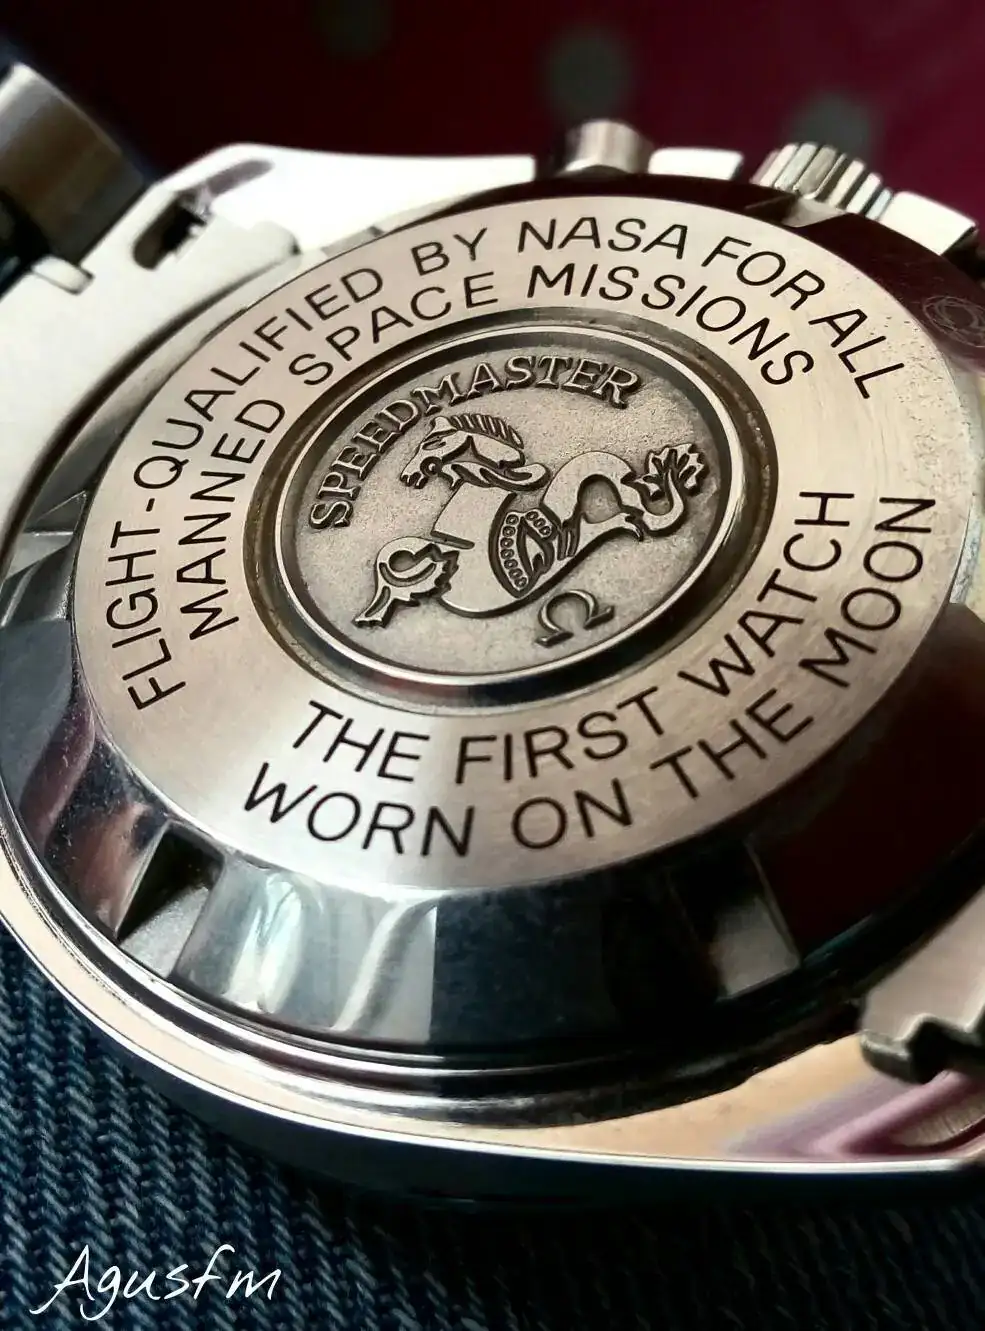 FLIGHT-QUALIFIED BY NASA FOR ALL
MANNED SPACE MISSIONS
SPEEDMASTER
Ω
THE FIRST WATCH
WORN ON THE MOON
Agusfm